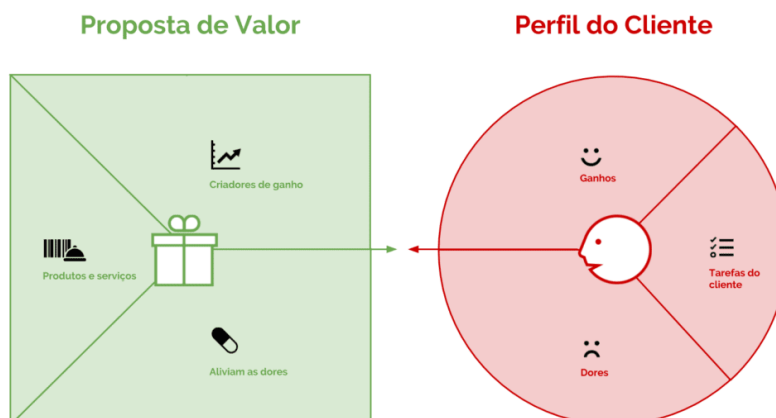 Proposta de Valor
Perfil do Cliente
Criadores de ganho
Produtos e serviços
Aliviam as dores
Ganhos
Tarefas do
cliente
Dores